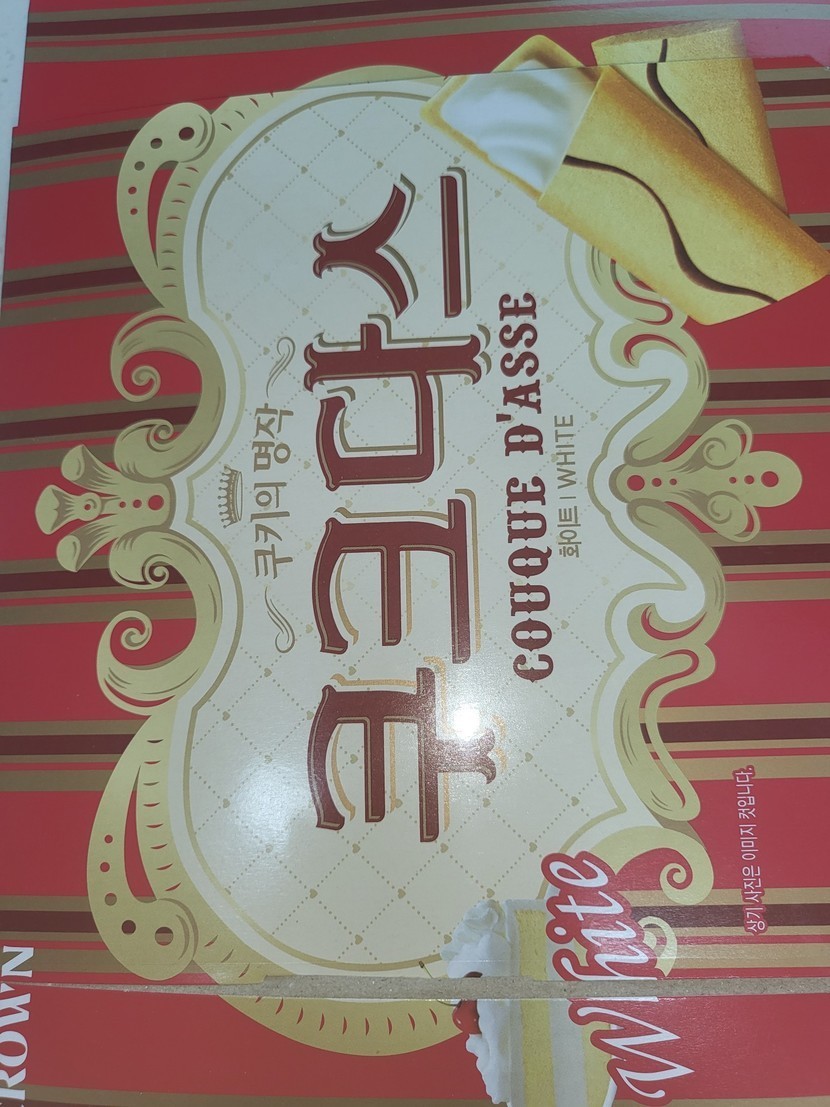 쿠키의 명작
쿠크다스
COUQUE D'ASSE
화이트 | WHITE
상기 사진은 이미지 컷입니다.
White
CROWN